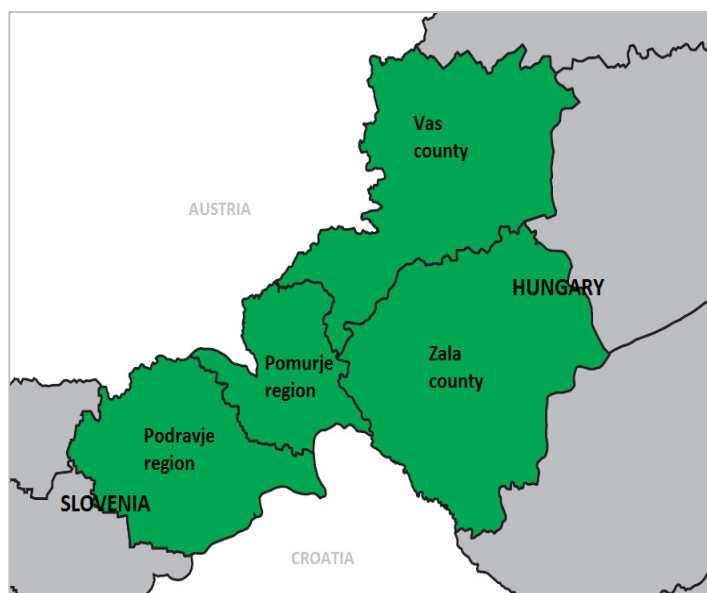 Vas
county
AUSTRIA
HUNGARY
Pomurje
region
Zala
county
Podravje
region
SLOVENIA
CROATIA